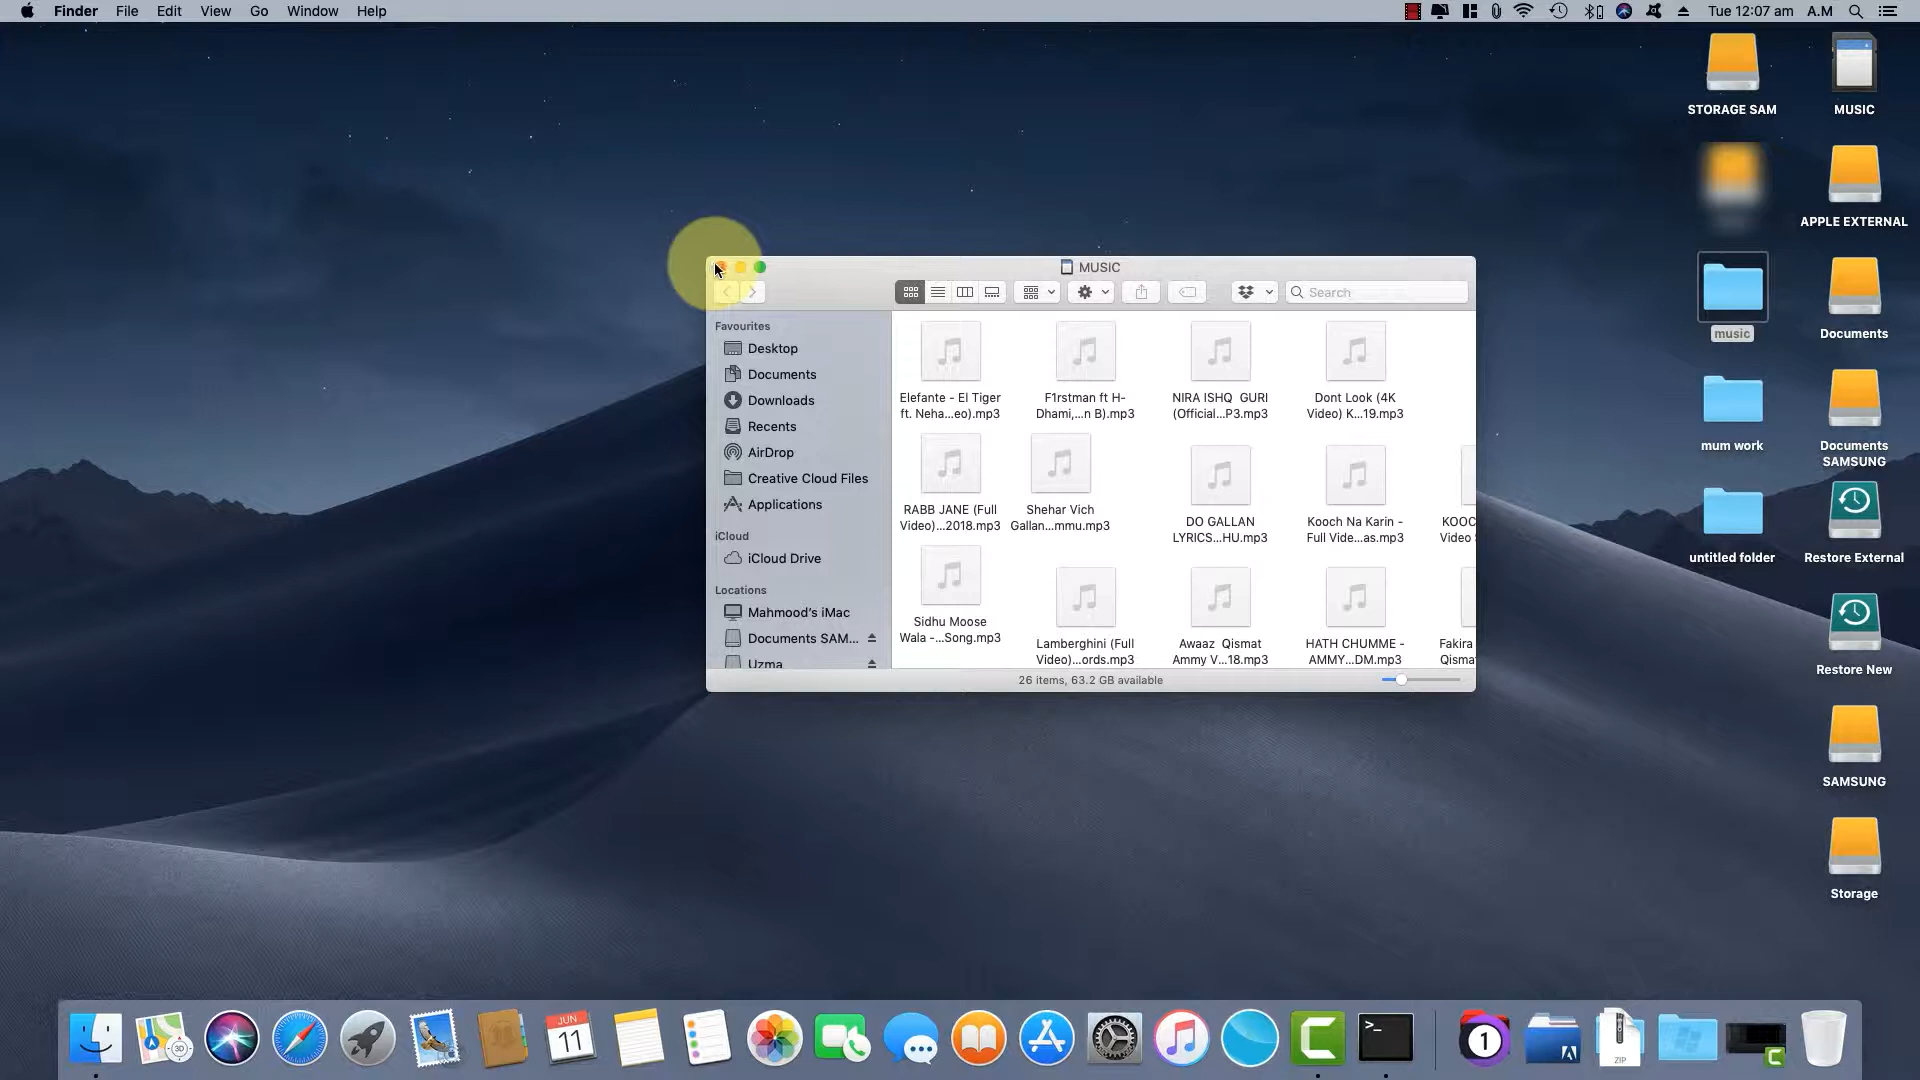 Finder File Edit View Go Window Help Tue 12:07 am A.M
STORAGE SAM
MUSIC
APPLE EXTERNAL
music
Documents
mum work
Documents
SAMSUNG
untitled folder
Restore External
Restore New
SAMSUNG
Storage
MUSIC
Search
Favourites
Desktop
Documents
Downloads
Recents
AirDrop
Creative Cloud Files
Applications
iCloud
iCloud Drive
Locations
Mahmood's iMac
Documents SAM...
Uzma
Elefante - El Tiger
ft. Neha...eo).mp3
F1rstman ft H-
Dhami,...n B).mp3
NIRA ISHQ GURI
(Official...P3.mp3
Dont Look (4K
Video) K...19.mp3
RABB JANE (Full
Video)...2018.mp3
Shehar Vich
Gallan...mmu.mp3
DO GALLAN
LYRICS...HU.mp3
Kooch Na Karin -
Full Vide...as.mp3
KOOC
Video
Sidhu Moose
Wala -...Song.mp3
Lamberghini (Full
Video)...ords.mp3
Awaaz Qismat
Ammy V...18.mp3
HATH CHUMME -
AMMY...DM.mp3
Fakira
Qisma
26 items, 63.2 GB available
3D
JUN
11
>_
1
ZIP